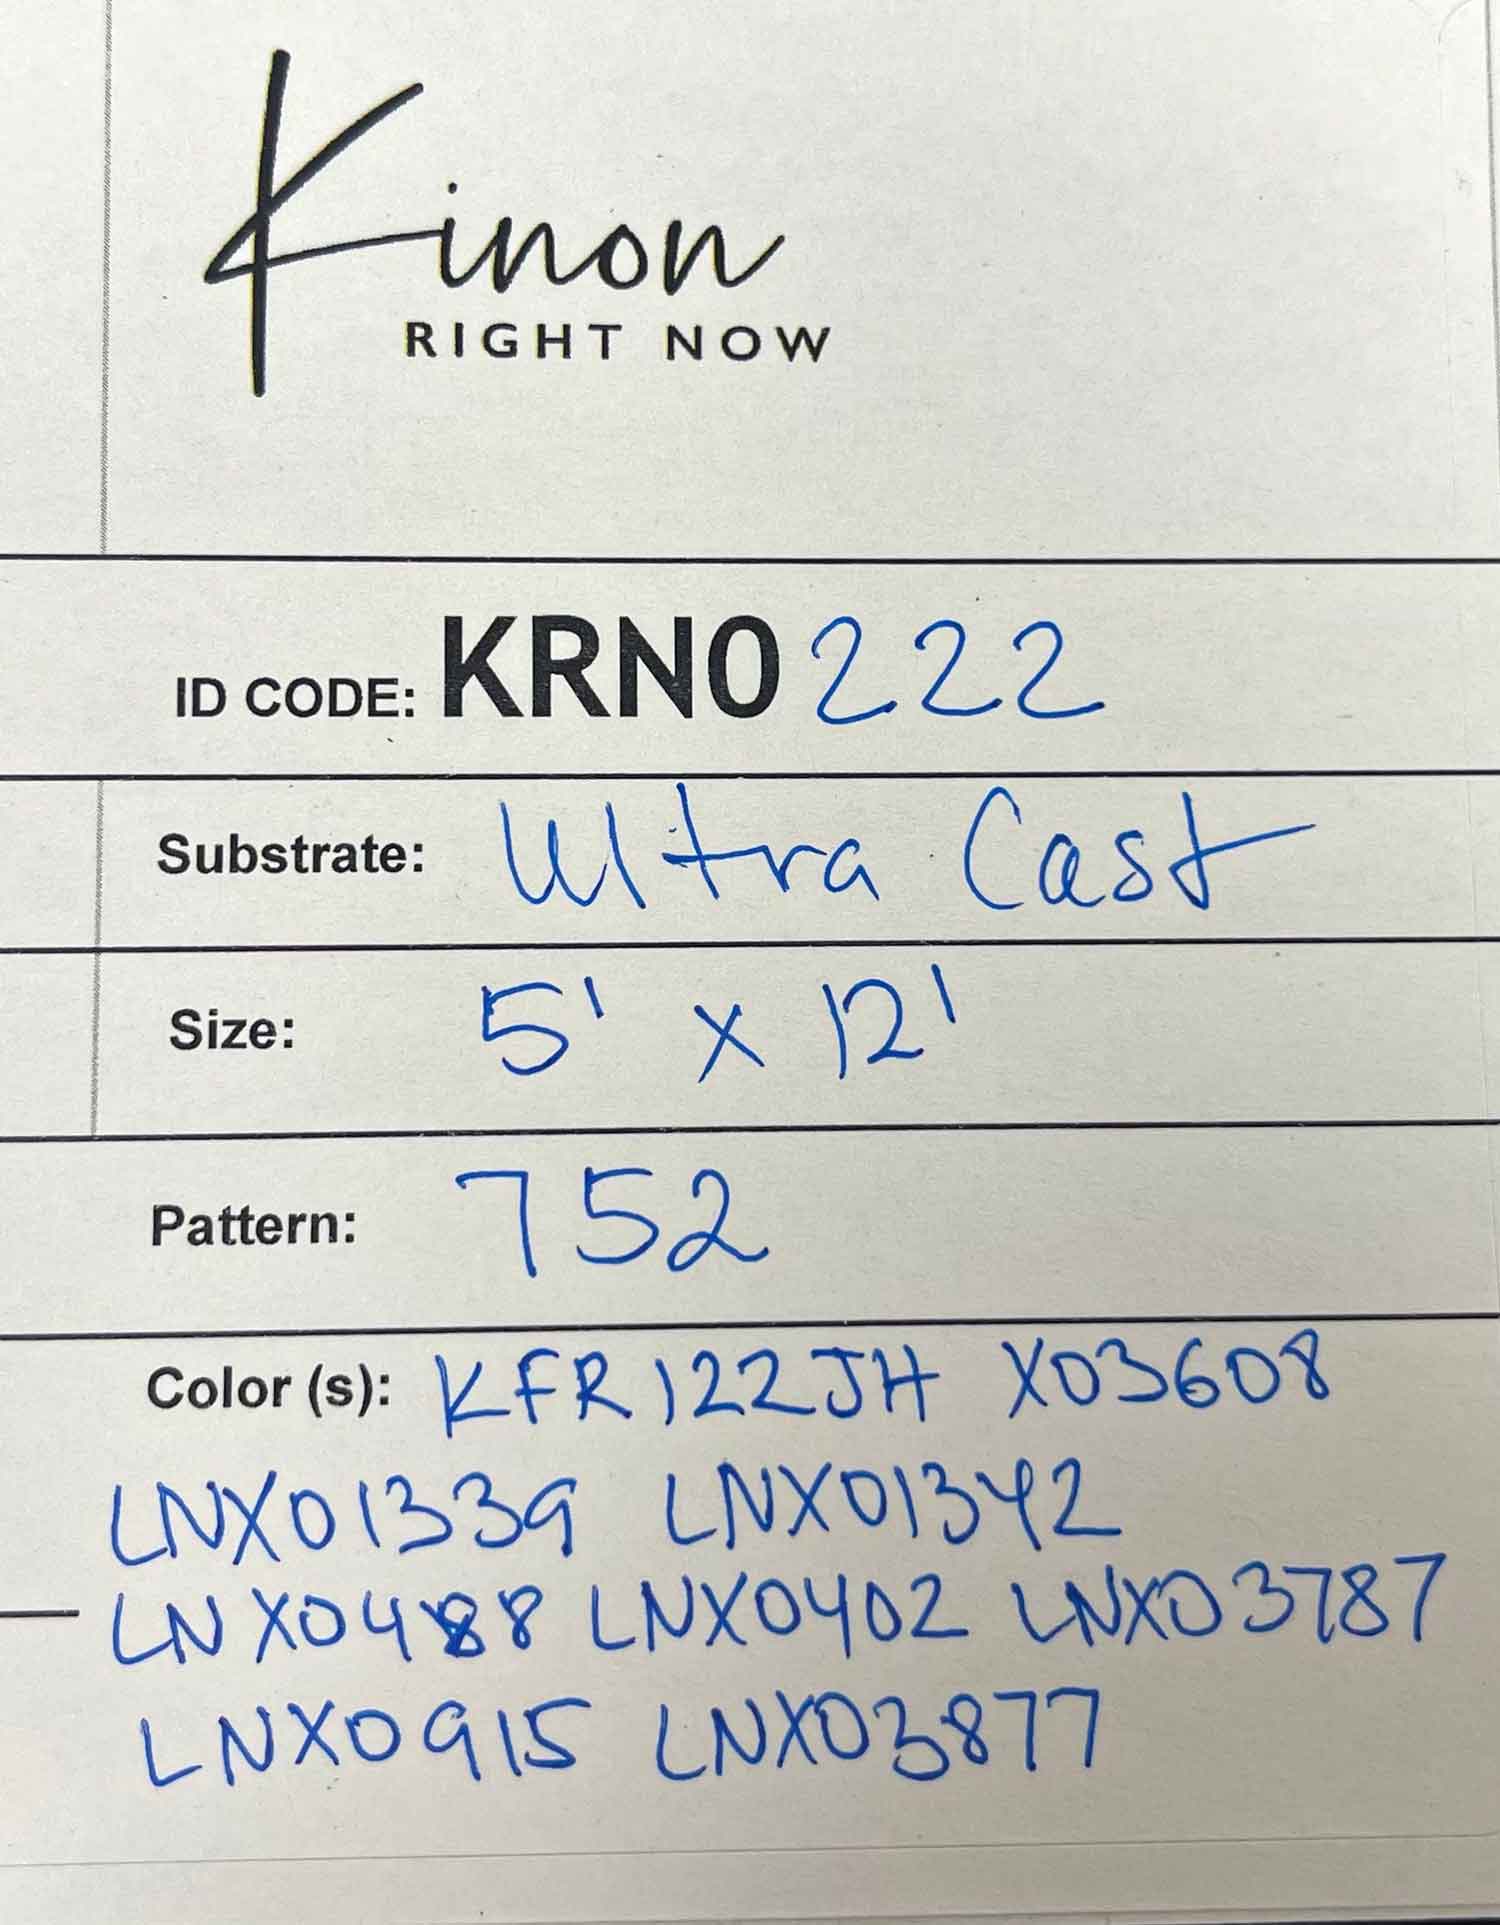 Kinon
RIGHT NOW
ID CODE: KRN0222
Substrate: Ultra Cast
Size: 5' x 12'
Pattern: 752
Color (s): KFR122JH X03608
LNX01339 LNX01342
LNX0488 LNX0402 LNX03787
LNX0915 LNX03877